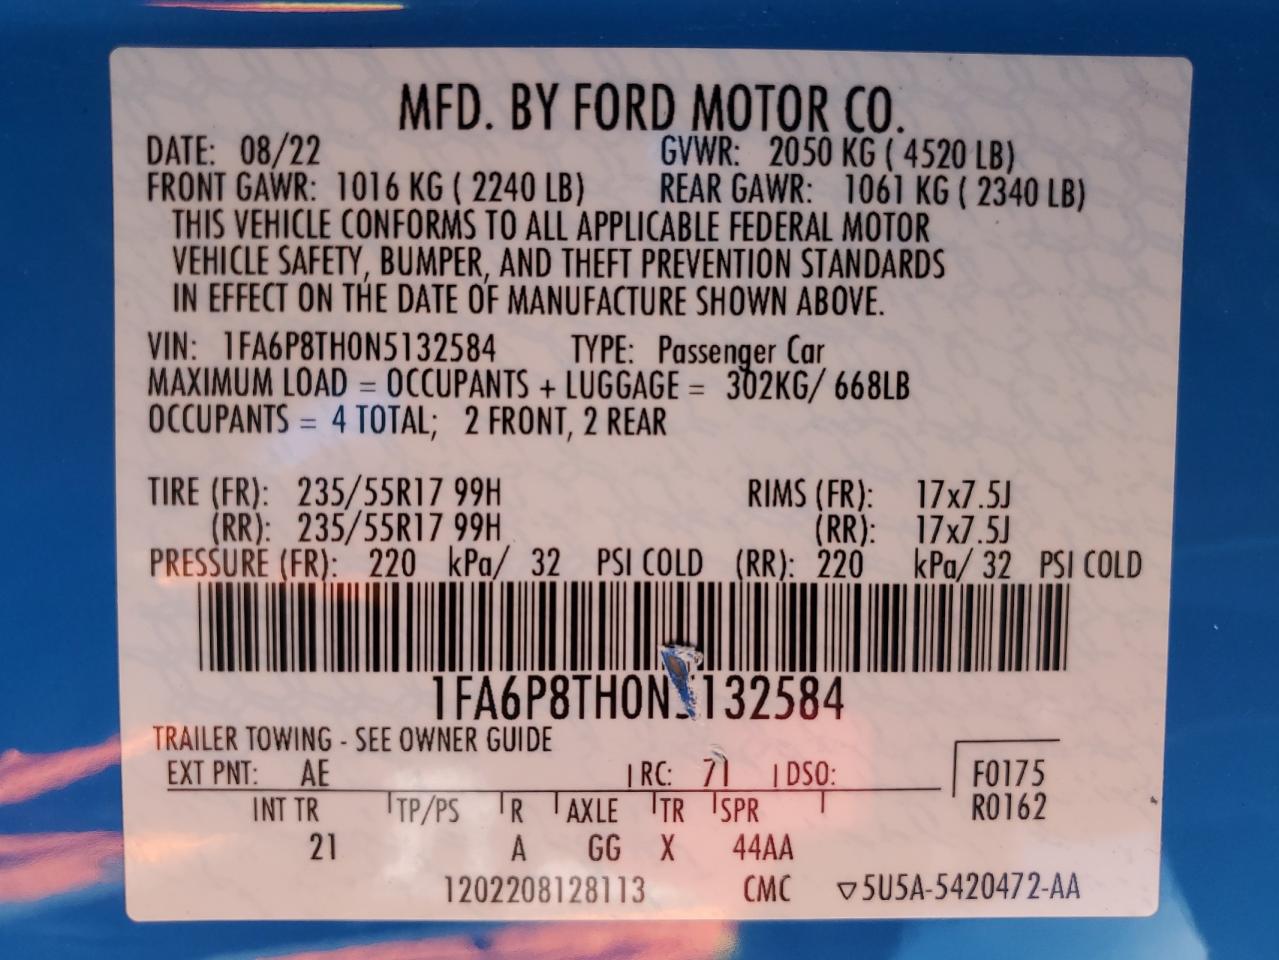 MFD. BY FORD MOTOR CO.
DATE: 08/22 GVWR: 2050 KG ( 4520 LB)
FRONT GAWR: 1016 KG ( 2240 LB) REAR GAWR: 1061 KG ( 2340 LB)
THIS VEHICLE CONFORMS TO ALL APPLICABLE FEDERAL MOTOR
VEHICLE SAFETY, BUMPER, AND THEFT PREVENTION STANDARDS
IN EFFECT ON THE DATE OF MANUFACTURE SHOWN ABOVE.
VIN: 1FA6P8TH0N5132584 TYPE: Passenger Car
MAXIMUM LOAD = OCCUPANTS + LUGGAGE = 302KG/ 668LB
OCCUPANTS = 4 TOTAL; 2 FRONT, 2 REAR
TIRE (FR): 235/55R17 99H RIMS (FR): 17x7.5J
(RR): 235/55R17 99H (RR): 17x7.5J
PRESSURE (FR): 220 kPa/ 32 PSI COLD (RR): 220 kPa/ 32 PSI COLD
1FA6P8TH0N5132584
TRAILER TOWING - SEE OWNER GUIDE
EXT PNT: AE RC: 71 DSO: F0175
INT TR TP/PS R AXLE TR SPR R0162
21 A GG X 44AA
1202208128113 CMC ▽5U5A-5420472-AA